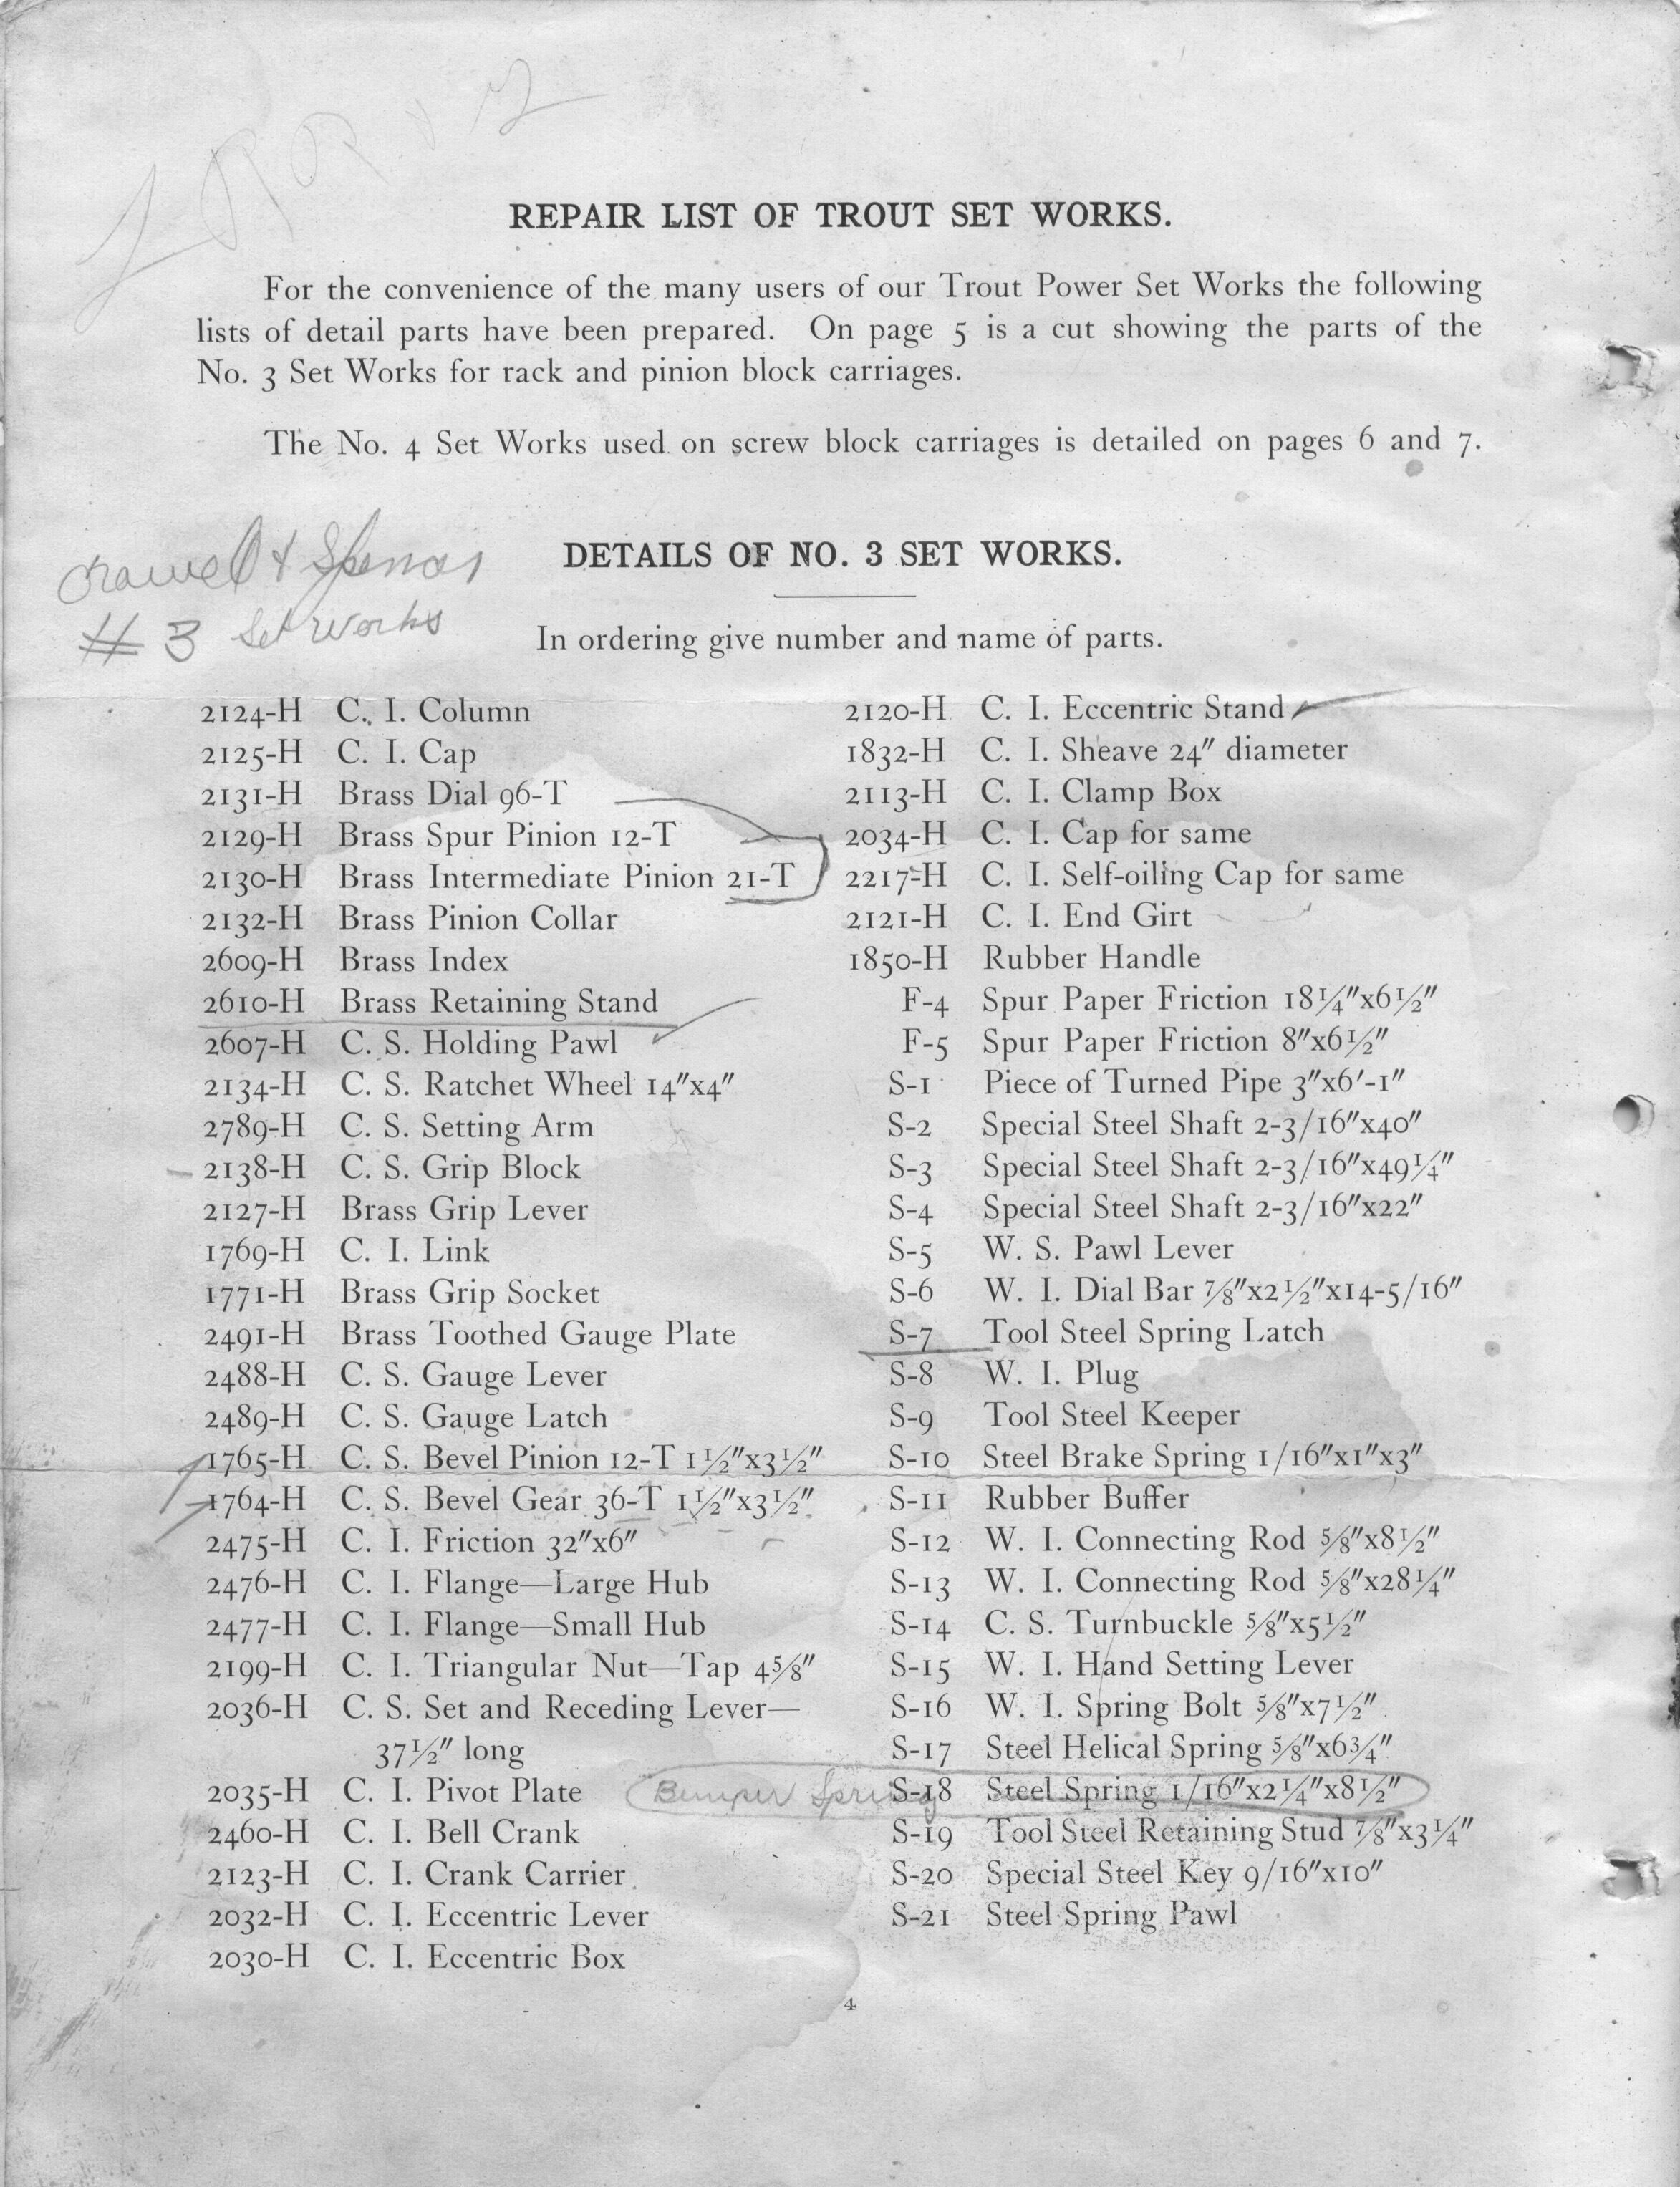 REPAIR LIST OF TROUT SET WORKS.
For the convenience of the many users of our Trout Power Set Works the following
lists of detail parts have been prepared. On page 5 is a cut showing the parts of the
No. 3 Set Works for rack and pinion block carriages.
The No. 4 Set Works used on screw block carriages is detailed on pages 6 and 7.
# 3 Set Works
DETAILS OF NO. 3 SET WORKS.
In ordering give number and name of parts.
2124-H C. I. Column
2125-H C. I. Cap
2131-H Brass Dial 96-T
2129-H Brass Spur Pinion 12-T
2130-H Brass Intermediate Pinion 21-T
2132-H Brass Pinion Collar
2609-H Brass Index
2610-H Brass Retaining Stand
2607-H C. S. Holding Pawl
2134-H C. S. Ratchet Wheel 14″x4″
2789-H C. S. Setting Arm
2138-H C. S. Grip Block
2127-H Brass Grip Lever
1769-H C. I. Link
1771-H Brass Grip Socket
2491-H Brass Toothed Gauge Plate
2488-H C. S. Gauge Lever
2489-H C. S. Gauge Latch
1765-H C. S. Bevel Pinion 12-T 1½″x3½″
1764-H C. S. Bevel Gear 36-T 1½″x3½″
2475-H C. I. Friction 32″x6″
2476-H C. I. Flange—Large Hub
2477-H C. I. Flange—Small Hub
2199-H C. I. Triangular Nut—Tap 4⅝″
2036-H C. S. Set and Receding Lever—
37½″ long
2035-H C. I. Pivot Plate
2460-H C. I. Bell Crank
2123-H C. I. Crank Carrier
2032-H C. I. Eccentric Lever
2030-H C. I. Eccentric Box
2120-H C. I. Eccentric Stand
1832-H C. I. Sheave 24″ diameter
2113-H C. I. Clamp Box
2034-H C. I. Cap for same
2217-H C. I. Self-oiling Cap for same
2121-H C. I. End Girt
1850-H Rubber Handle
F-4 Spur Paper Friction 18¼″x6½″
F-5 Spur Paper Friction 8″x6½″
S-1 Piece of Turned Pipe 3″x6′-1″
S-2 Special Steel Shaft 2-3/16″x40″
S-3 Special Steel Shaft 2-3/16″x49¼″
S-4 Special Steel Shaft 2-3/16″x22″
S-5 W. S. Pawl Lever
S-6 W. I. Dial Bar ⅞″x2½″x14-5/16″
S-7 Tool Steel Spring Latch
S-8 W. I. Plug
S-9 Tool Steel Keeper
S-10 Steel Brake Spring 1/16″x1″x3″
S-11 Rubber Buffer
S-12 W. I. Connecting Rod ⅝″x8½″
S-13 W. I. Connecting Rod ⅝″x28¼″
S-14 C. S. Turnbuckle ⅝″x5½″
S-15 W. I. Hand Setting Lever
S-16 W. I. Spring Bolt ⅝″x7½″
S-17 Steel Helical Spring ⅝″x6¾″
Bumper Spring S-18 Steel Spring 1/16″x2¼″x8½″
S-19 Tool Steel Retaining Stud ⅞″x3¼″
S-20 Special Steel Key 9/16″x10″
S-21 Steel Spring Pawl
4